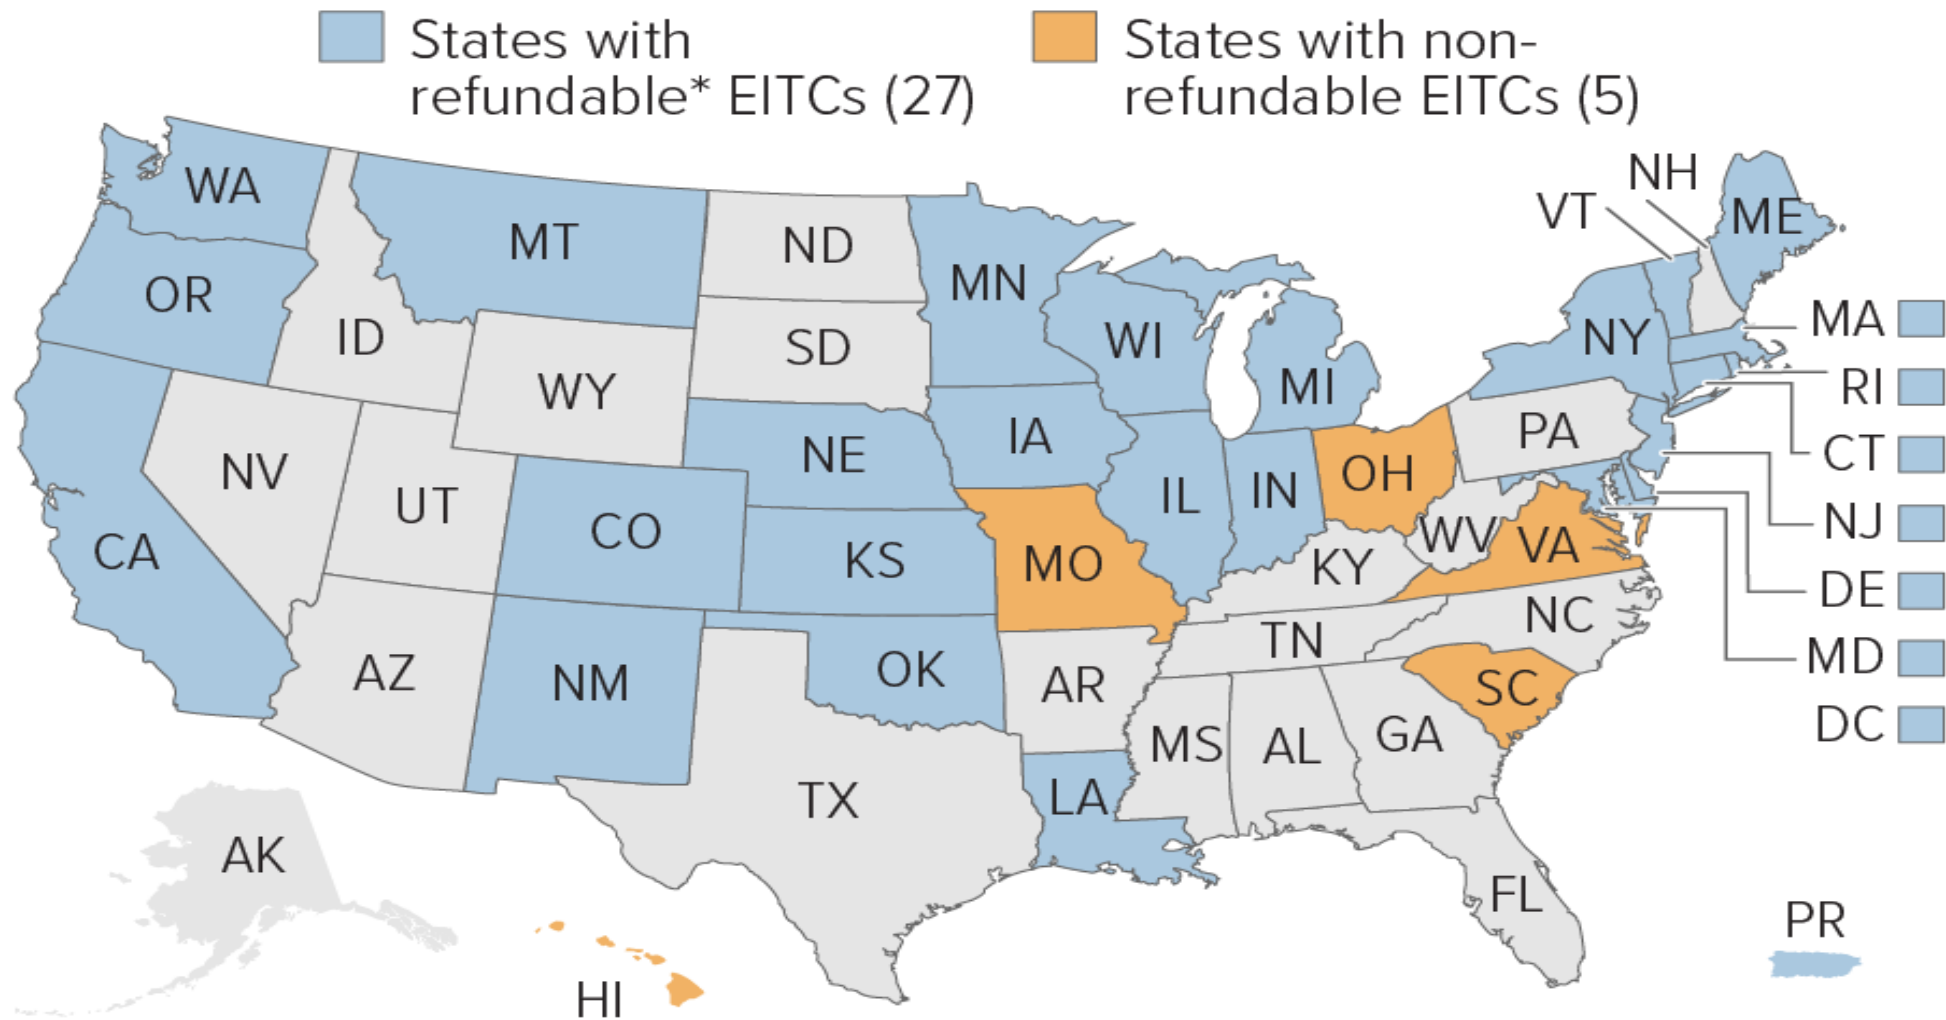 States with
refundable* EITCs (27)
States with non-
refundable EITCs (5)
WA
OR
CA
ID
NV
MT
WY
UT
AZ
CO
NM
ND
SD
NE
KS
OK
TX
MN
IA
MO
AR
LA
WI
IL
MS
MI
IN
KY
TN
AL
OH
WV
VA
NC
SC
GA
FL
PA
NY
VT
NH
ME
MA
RI
CT
NJ
DE
MD
DC
AK
HI
PR